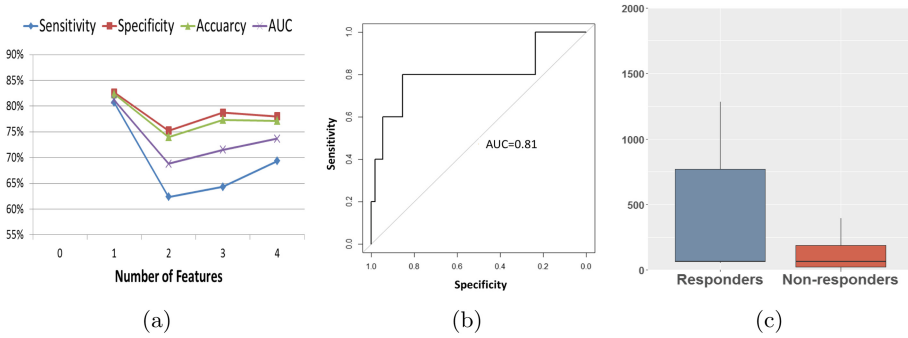 Sensitivity Specificity Accuarcy AUC
90%
85%
80%
75%
70%
65%
60%
55%
0 1 2 3 4
Number of Features
(a)
Sensitivity
1.0
0.8
0.6
0.4
0.2
0.0
AUC=0.81
1.0 0.8 0.6 0.4 0.2 0.0
Specificity
(b)
2000
1500
1000
500
0
Responders Non-responders
(c)